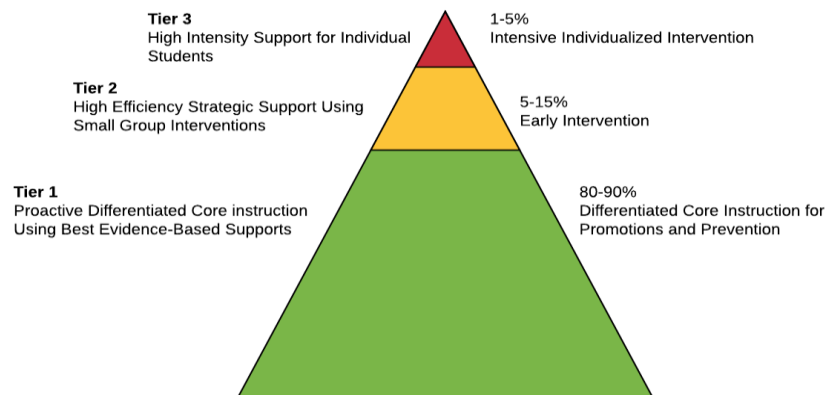 Tier 3
High Intensity Support for Individual
Students
1-5%
Intensive Individualized Intervention
Tier 2
High Efficiency Strategic Support Using
Small Group Interventions
5-15%
Early Intervention
Tier 1
Proactive Differentiated Core instruction
Using Best Evidence-Based Supports
80-90%
Differentiated Core Instruction for
Promotions and Prevention